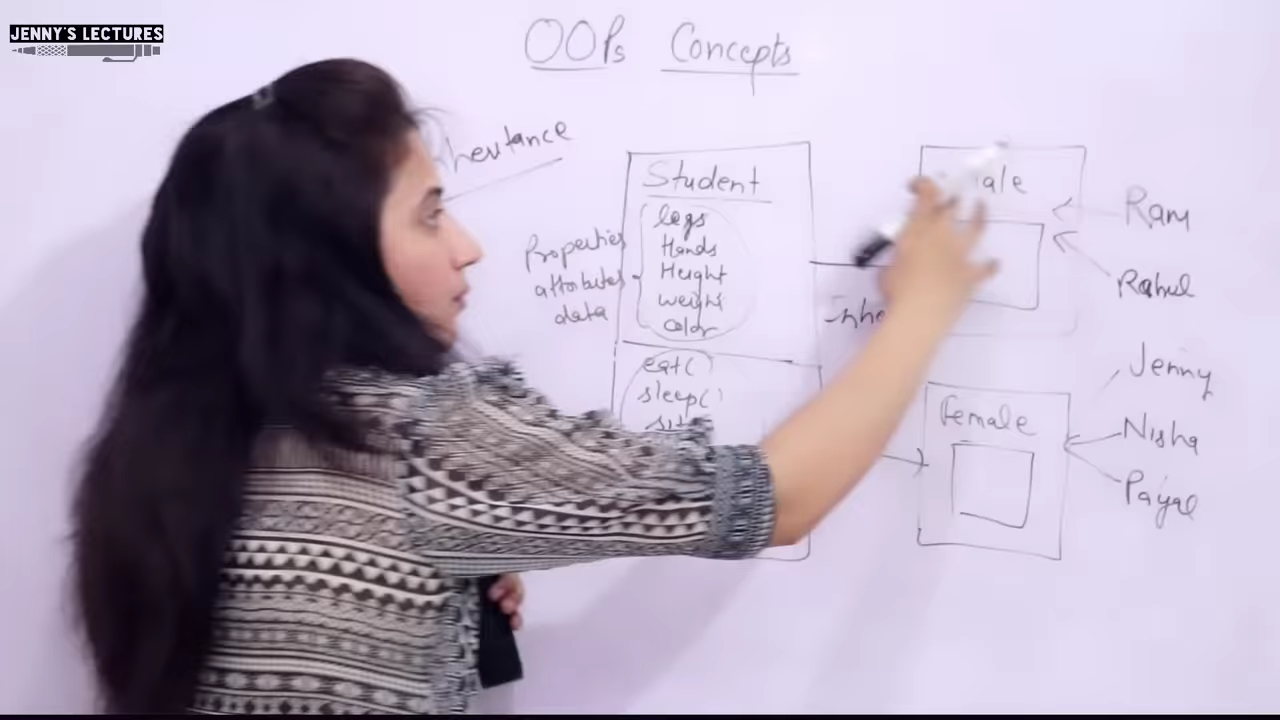 JENNY'S LECTURES
OOPs Concepts
Student
legs
Hands
Height
weight
Color
Properties
attributes
data
eat()
sleep()
Female
Ram
Rahul
Jenny
Nisha
Payal